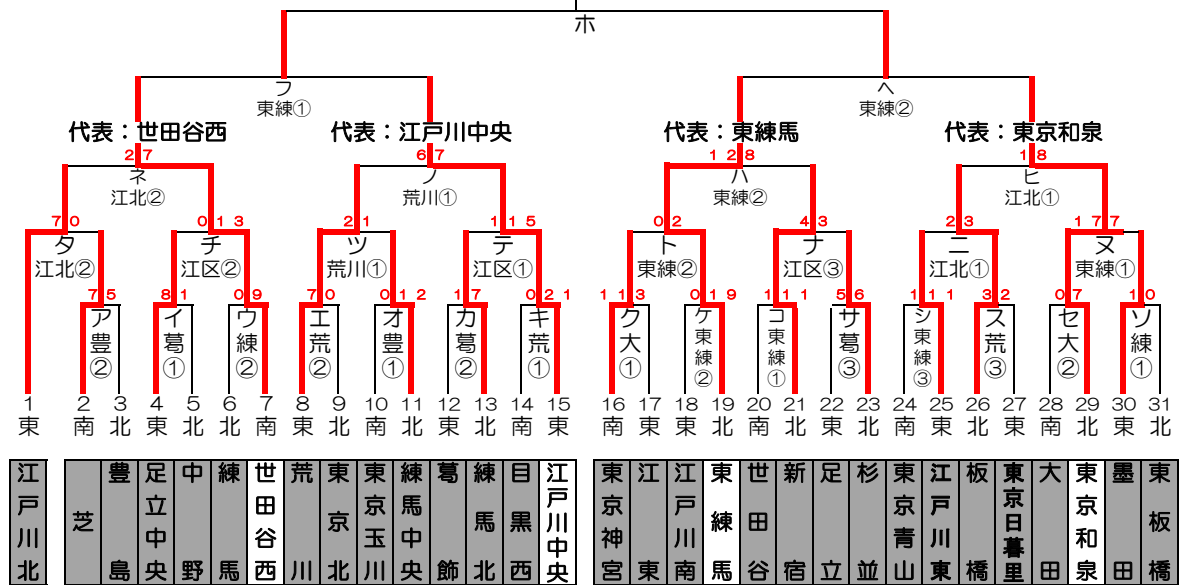 ホ
フ
東練①
ヘ
東練②
代表：世田谷西
代表：江戸川中央
代表：東練馬
代表：東京和泉
2 7
6 7
1 2 8
1 8
ネ
江北②
ノ
荒川①
ハ
東練②
ヒ
江北①
7 0
0 1 3
2 1
1 1 5
0 2
4 3
2 3
1 7 7
タ
江北②
チ
江区②
ツ
荒川①
テ
江区①
ト
東練②
ナ
江区③
ニ
江北①
ヌ
東練①
7 5
8 1
0 9
7 0
0 1 2
1 7
0 2 1
1 1 3
0 1 9
1 1 1
5 6
1 1 1
3 2
0 7
1 0
ア豊②
イ葛①
ウ練②
エ荒②
オ豊①
カ葛②
キ荒①
ク大①
ケ東練②
コ東練①
サ葛③
シ東練③
ス荒③
セ大②
ソ練①
1 2 3 4 5 6 7 8 9 10 11 12 13 14 15 16 17 18 19 20 21 22 23 24 25 26 27 28 29 30 31
東 南 北 東 北 北 南 東 北 南 北 東 北 南 東 南 東 南 北 南 北 東 北 南 東 北 東 南 北 南 北
江戸川北
芝
豊島
足立中央
中野
練馬
世田谷西
荒川
東京北
東京玉川
練馬中央
葛飾
練馬北
目黒西
江戸川中央
東京神宮
江東
江戸川南
東練馬
世田谷
新宿
足立
杉並
東京青山
江戸川東
板橋
東京日暮里
大田
東京和泉
墨田
東板橋